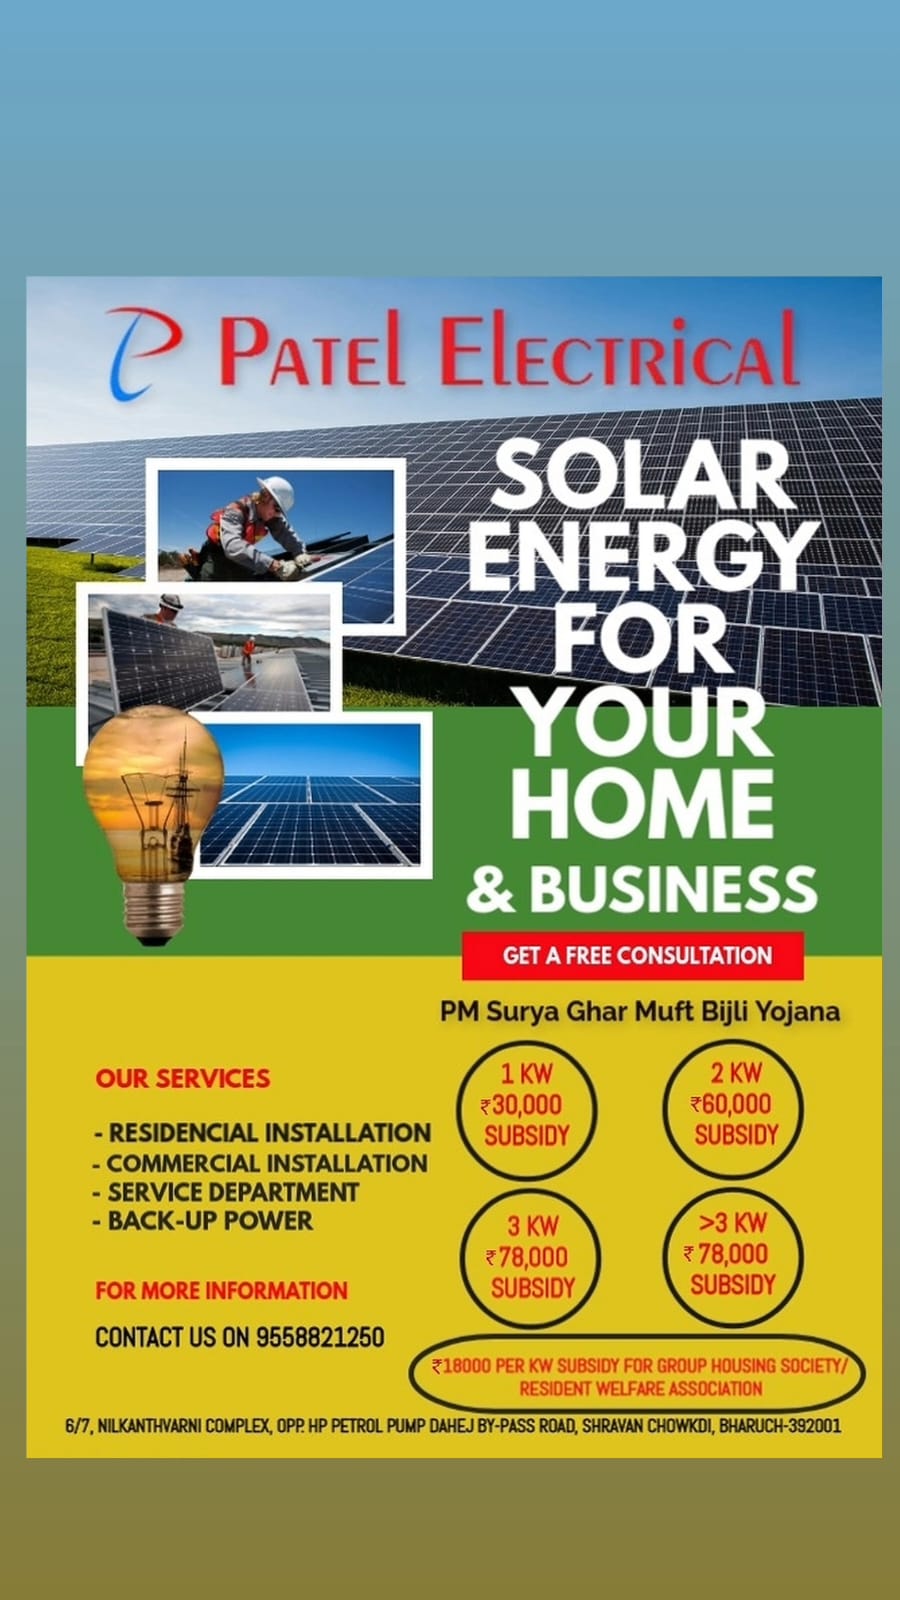 Patel Electrical
SOLAR
ENERGY
FOR
YOUR
HOME
& BUSINESS
GET A FREE CONSULTATION
PM Surya Ghar Muft Bijli Yojana
1 KW
₹30,000
SUBSIDY
2 KW
₹60,000
SUBSIDY
3 KW
₹78,000
SUBSIDY
>3 KW
₹78,000
SUBSIDY
₹18000 PER KW SUBSIDY FOR GROUP HOUSING SOCIETY/
RESIDENT WELFARE ASSOCIATION
OUR SERVICES
- RESIDENCIAL INSTALLATION
- COMMERCIAL INSTALLATION
- SERVICE DEPARTMENT
- BACK-UP POWER
FOR MORE INFORMATION
CONTACT US ON 9558821250
6/7, NILKANTHVARNI COMPLEX, OPP. HP PETROL PUMP DAHEJ BY-PASS ROAD, SHRAVAN CHOWKDI, BHARUCH-392001